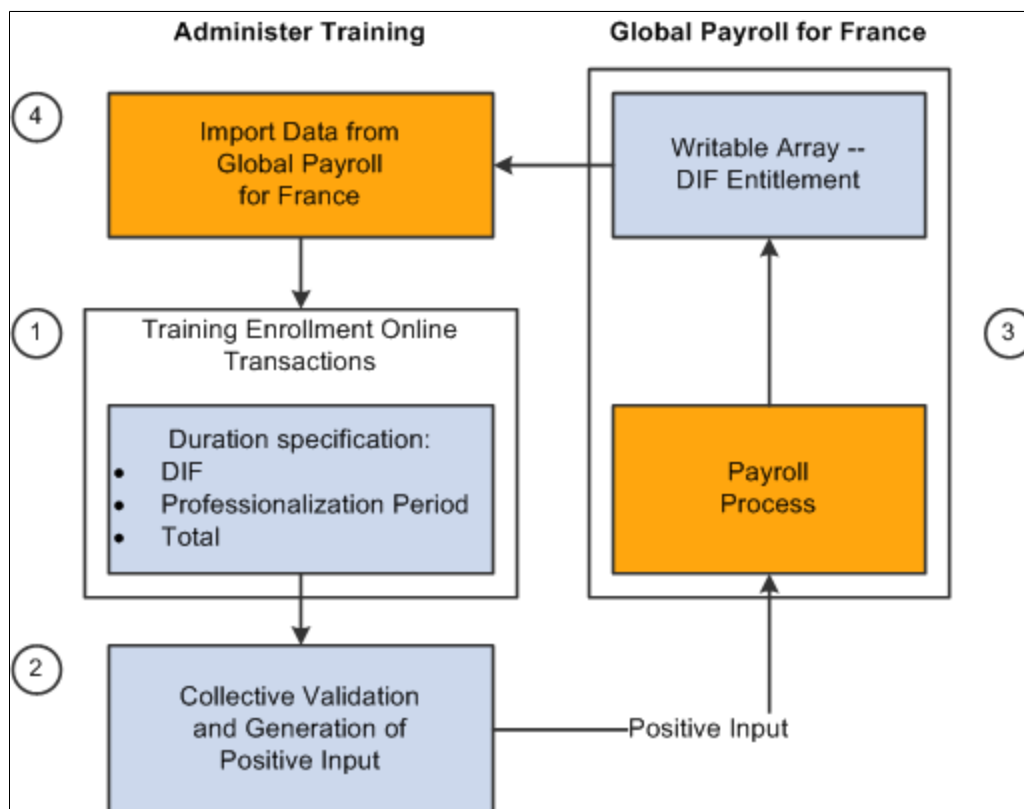 Administer Training
Global Payroll for France
4
Import Data from
Global Payroll
for France
Writable Array --
DIF Entitlement
1
Training Enrollment Online
Transactions
3
Duration specification:
• DIF
• Professionalization Period
• Total
Payroll
Process
2
Collective Validation
and Generation of
Positive Input
Positive Input